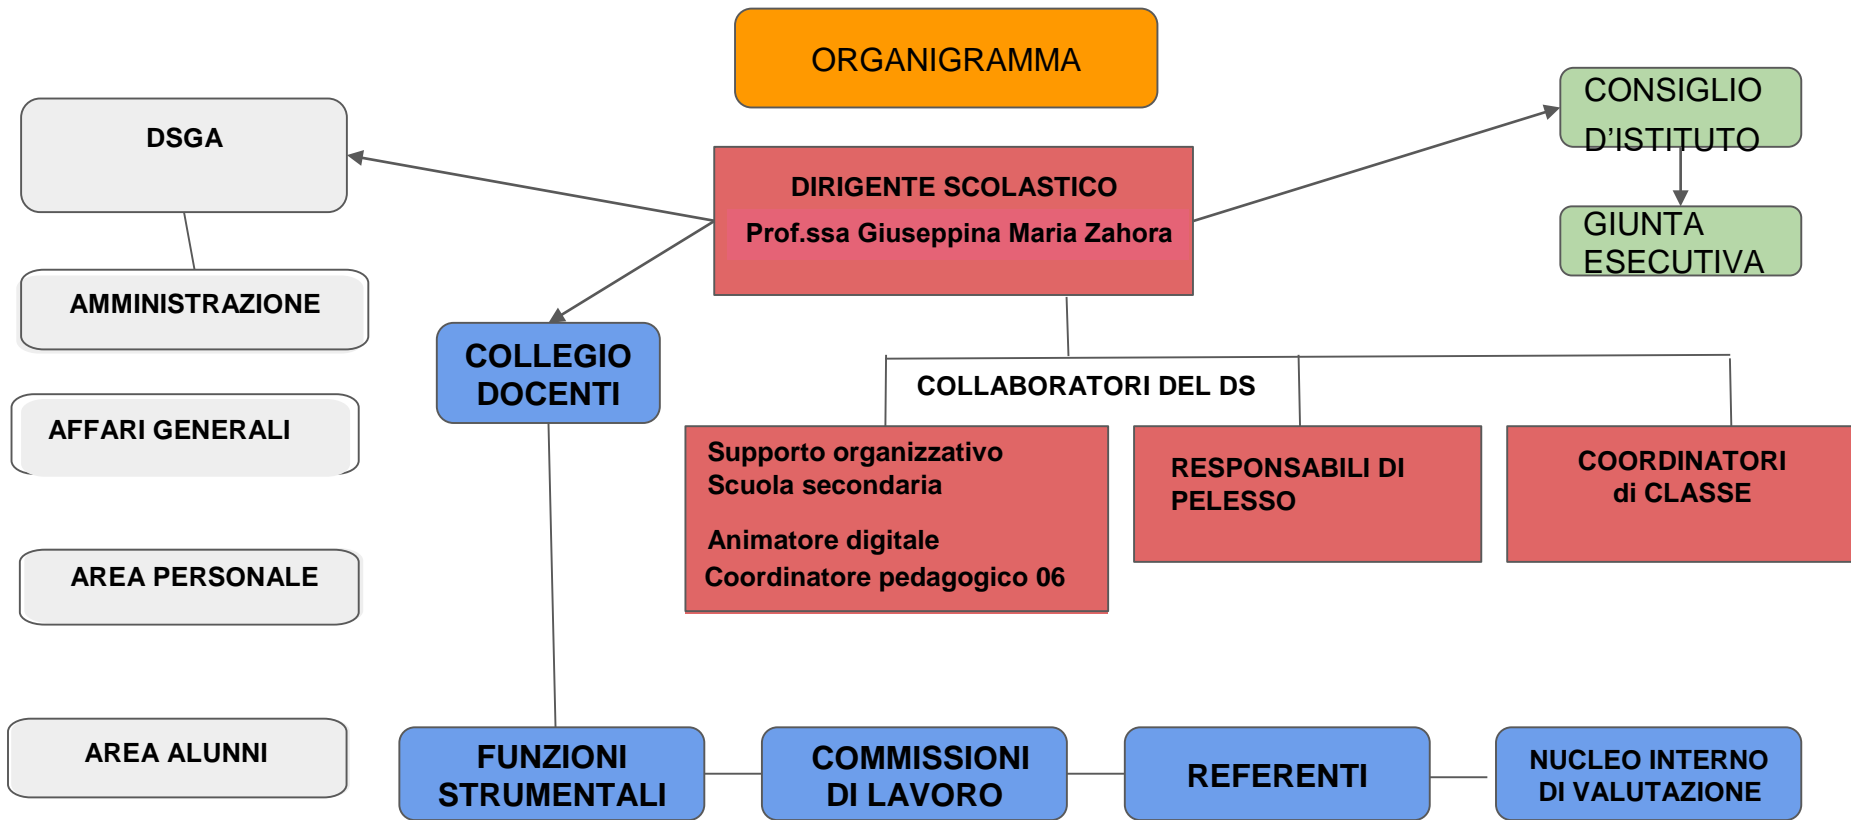 ORGANIGRAMMA
CONSIGLIO
D'ISTITUTO
DSGA
DIRIGENTE SCOLASTICO
Prof.ssa Giuseppina Maria Zahora
GIUNTA
ESECUTIVA
AMMINISTRAZIONE
COLLEGIO
DOCENTI
COLLABORATORI DEL DS
AFFARI GENERALI
Supporto organizzativo
Scuola secondaria
Animatore digitale
Coordinatore pedagogico 06
RESPONSABILI DI
PELESSO
COORDINATORI
di CLASSE
AREA PERSONALE
AREA ALUNNI
FUNZIONI
STRUMENTALI
COMMISSIONI
DI LAVORO
REFERENTI
NUCLEO INTERNO
DI VALUTAZIONE